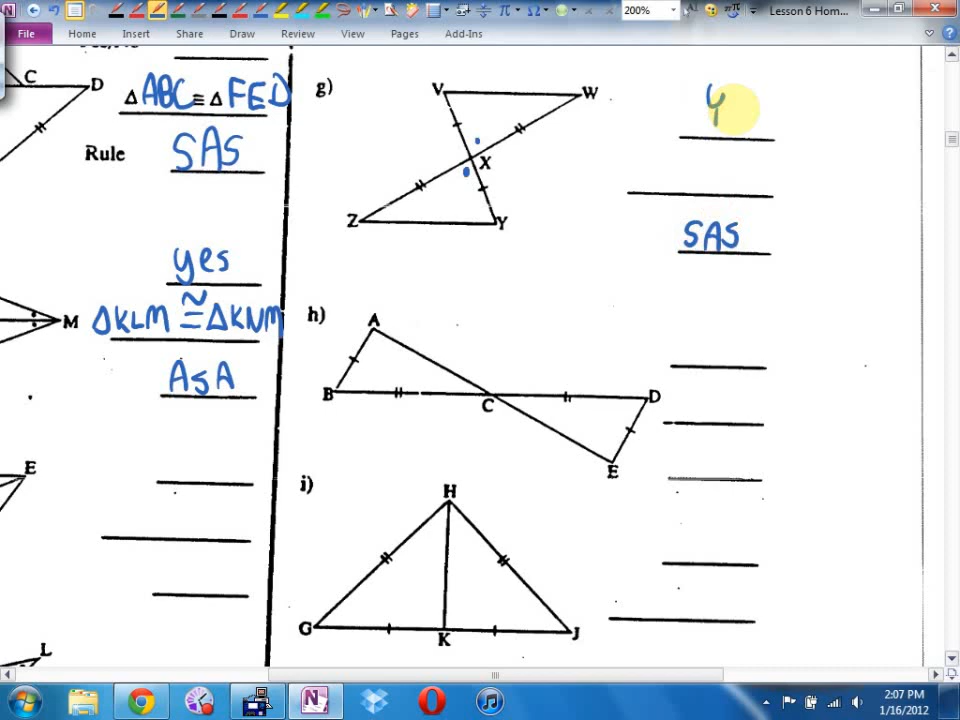 200%
Lesson 6 Hom...
File Home Insert Share Draw Review View Pages Add-Ins
C
D
ΔABC≅ΔFED
Rule SAS
yes
M ΔKLM≅ΔKNM
ASA
E
L
g)
V W
X
Z Y
y
SAS
h)
A
B C D
E
i)
H
G K J
2:07 PM
1/16/2012